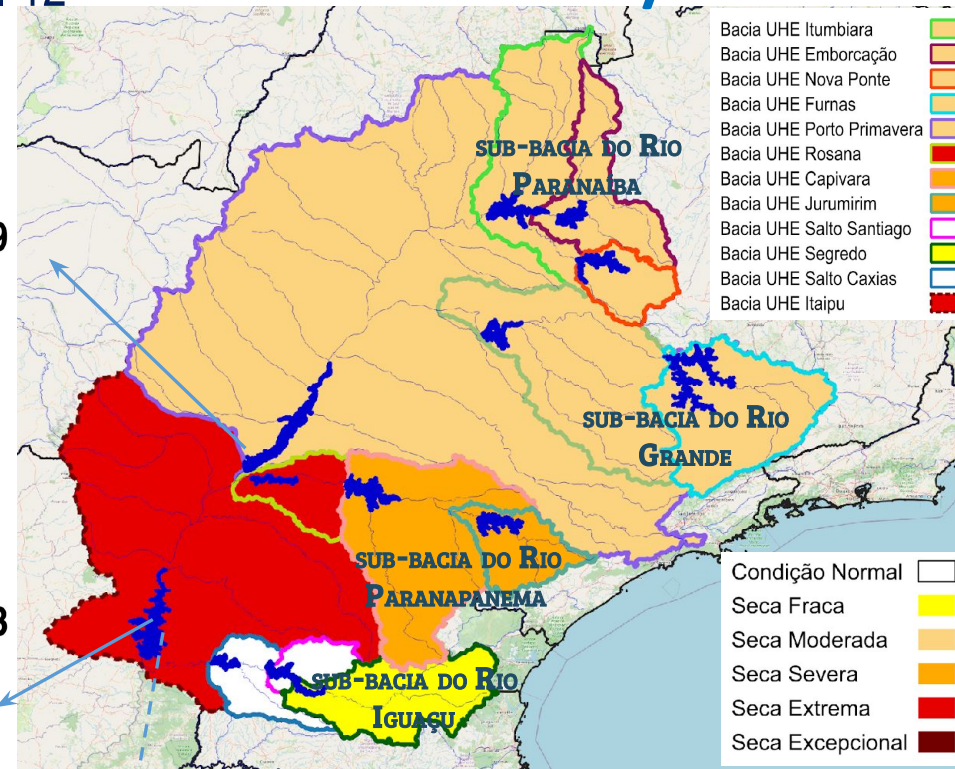 Bacia UHE Itumbiara
Bacia UHE Emborcação
Bacia UHE Nova Ponte
Bacia UHE Furnas
Bacia UHE Porto Primavera
Bacia UHE Rosana
Bacia UHE Capivara
Bacia UHE Jurumirim
Bacia UHE Salto Santiago
Bacia UHE Segredo
Bacia UHE Salto Caxias
Bacia UHE Itaipu
SUB-BACIA DO RIO
PARANAÍBA
SUB-BACIA DO RIO
GRANDE
SUB-BACIA DO RIO
PARANAPANEMA
SUB-BACIA DO RIO
IGUAÇU
Condição Normal
Seca Fraca
Seca Moderada
Seca Severa
Seca Extrema
Seca Excepcional